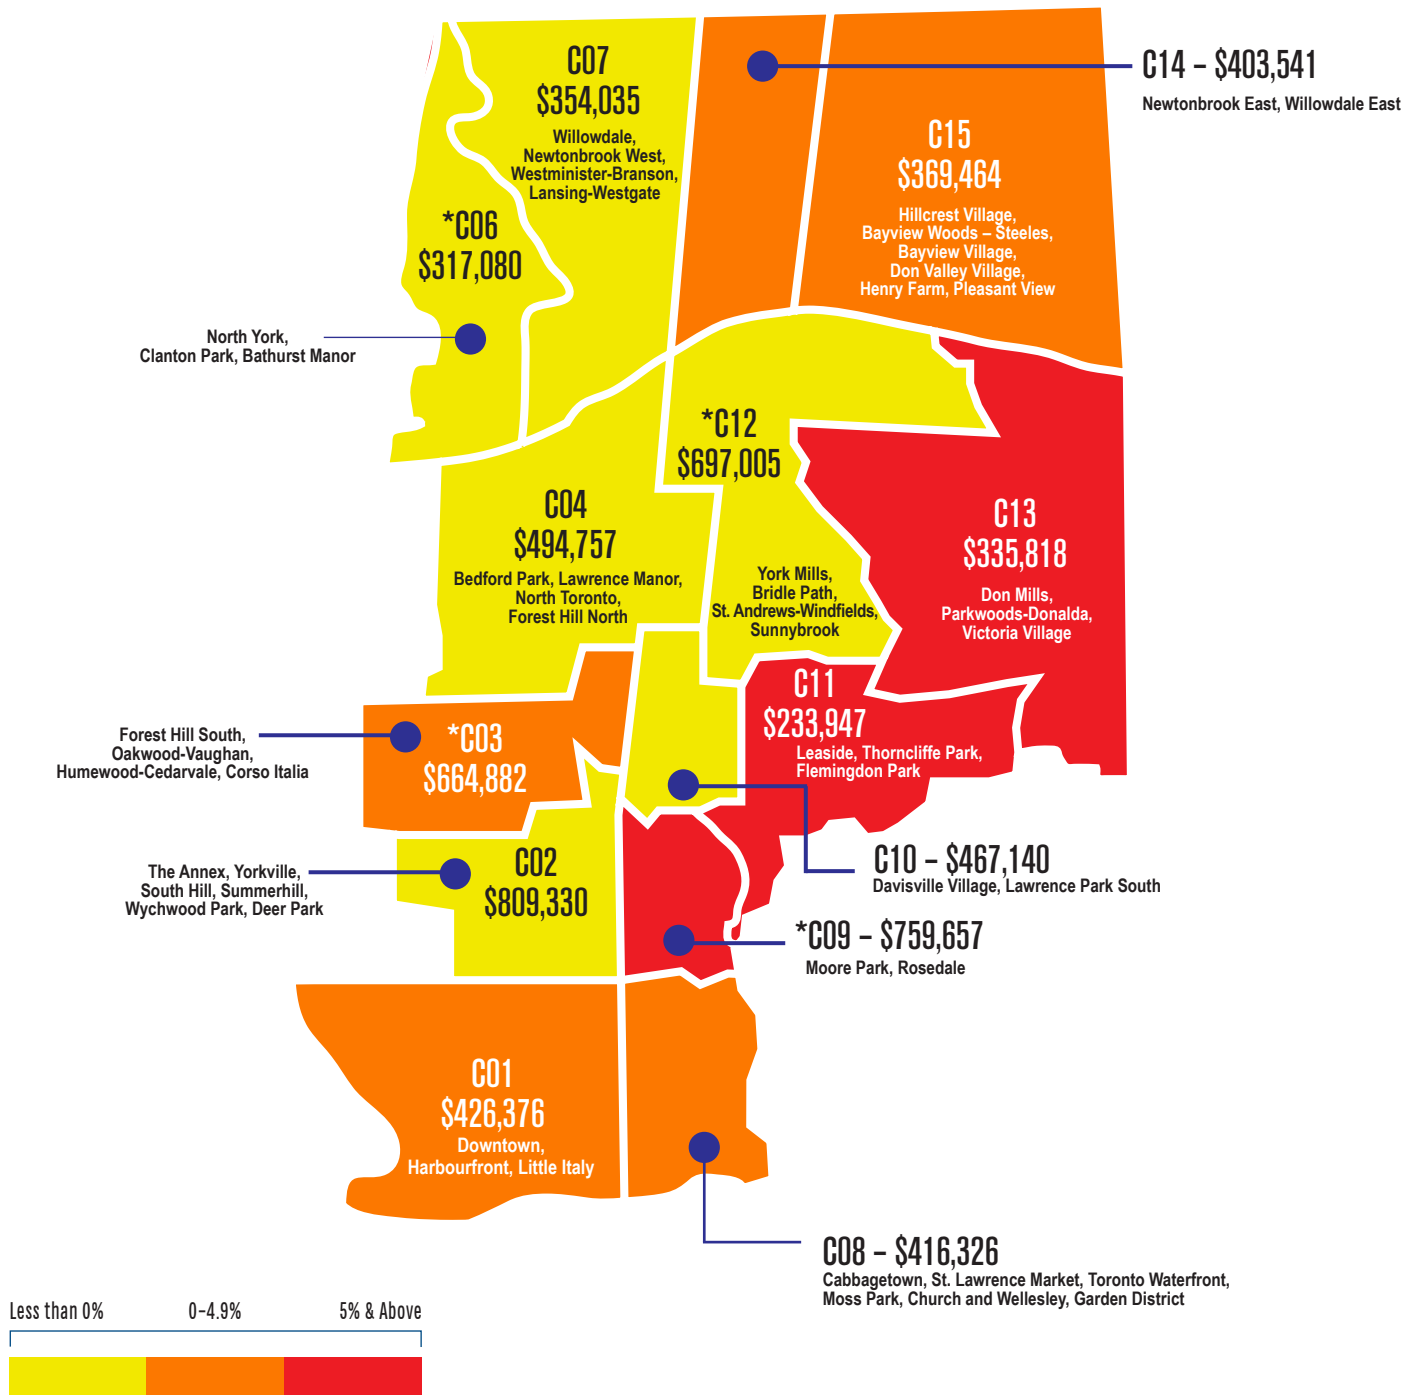 C07
$354,035
Willowdale,
Newtonbrook West,
Westminister-Branson,
Lansing-Westgate
C14 – $403,541
Newtonbrook East, Willowdale East
C15
$369,464
Hillcrest Village,
Bayview Woods – Steeles,
Bayview Village,
Don Valley Village,
Henry Farm, Pleasant View
*C06
$317,080
North York,
Clanton Park, Bathurst Manor
*C12
$697,005
York Mills,
Bridle Path,
St. Andrews-Windfields,
Sunnybrook
C04
$494,757
Bedford Park, Lawrence Manor,
North Toronto,
Forest Hill North
C13
$335,818
Don Mills,
Parkwoods-Donalda,
Victoria Village
C11
$233,947
Leaside, Thorncliffe Park,
Flemingdon Park
Forest Hill South,
Oakwood-Vaughan,
Humewood-Cedarvale, Corso Italia
*C03
$664,882
The Annex, Yorkville,
South Hill, Summerhill,
Wychwood Park, Deer Park
C02
$809,330
C10 – $467,140
Davisville Village, Lawrence Park South
*C09 – $759,657
Moore Park, Rosedale
C01
$426,376
Downtown,
Harbourfront, Little Italy
C08 – $416,326
Cabbagetown, St. Lawrence Market, Toronto Waterfront,
Moss Park, Church and Wellesley, Garden District
Less than 0% 0–4.9% 5% & Above